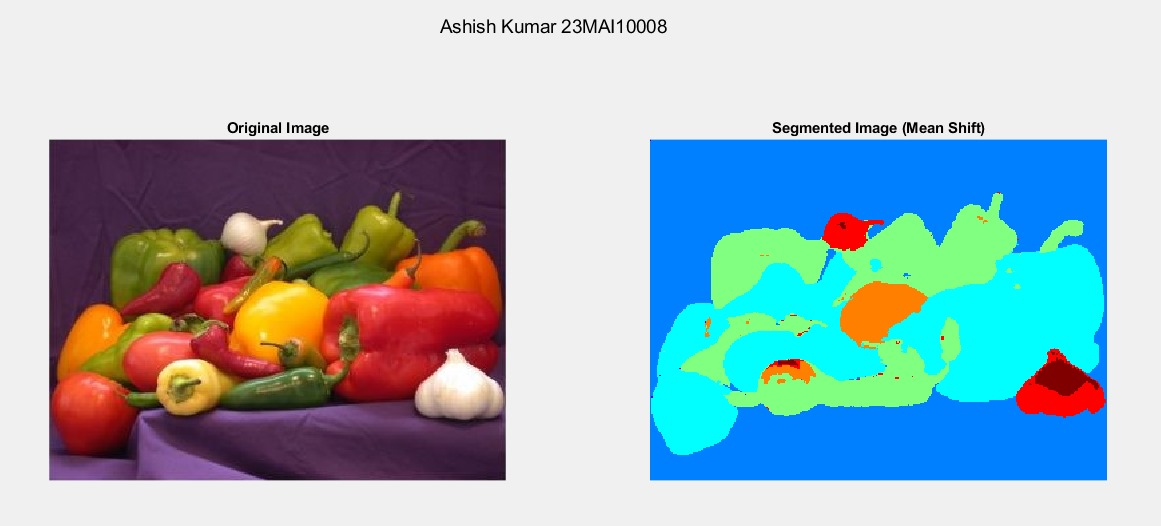 Ashish Kumar 23MAI10008
Original Image
Segmented Image (Mean Shift)